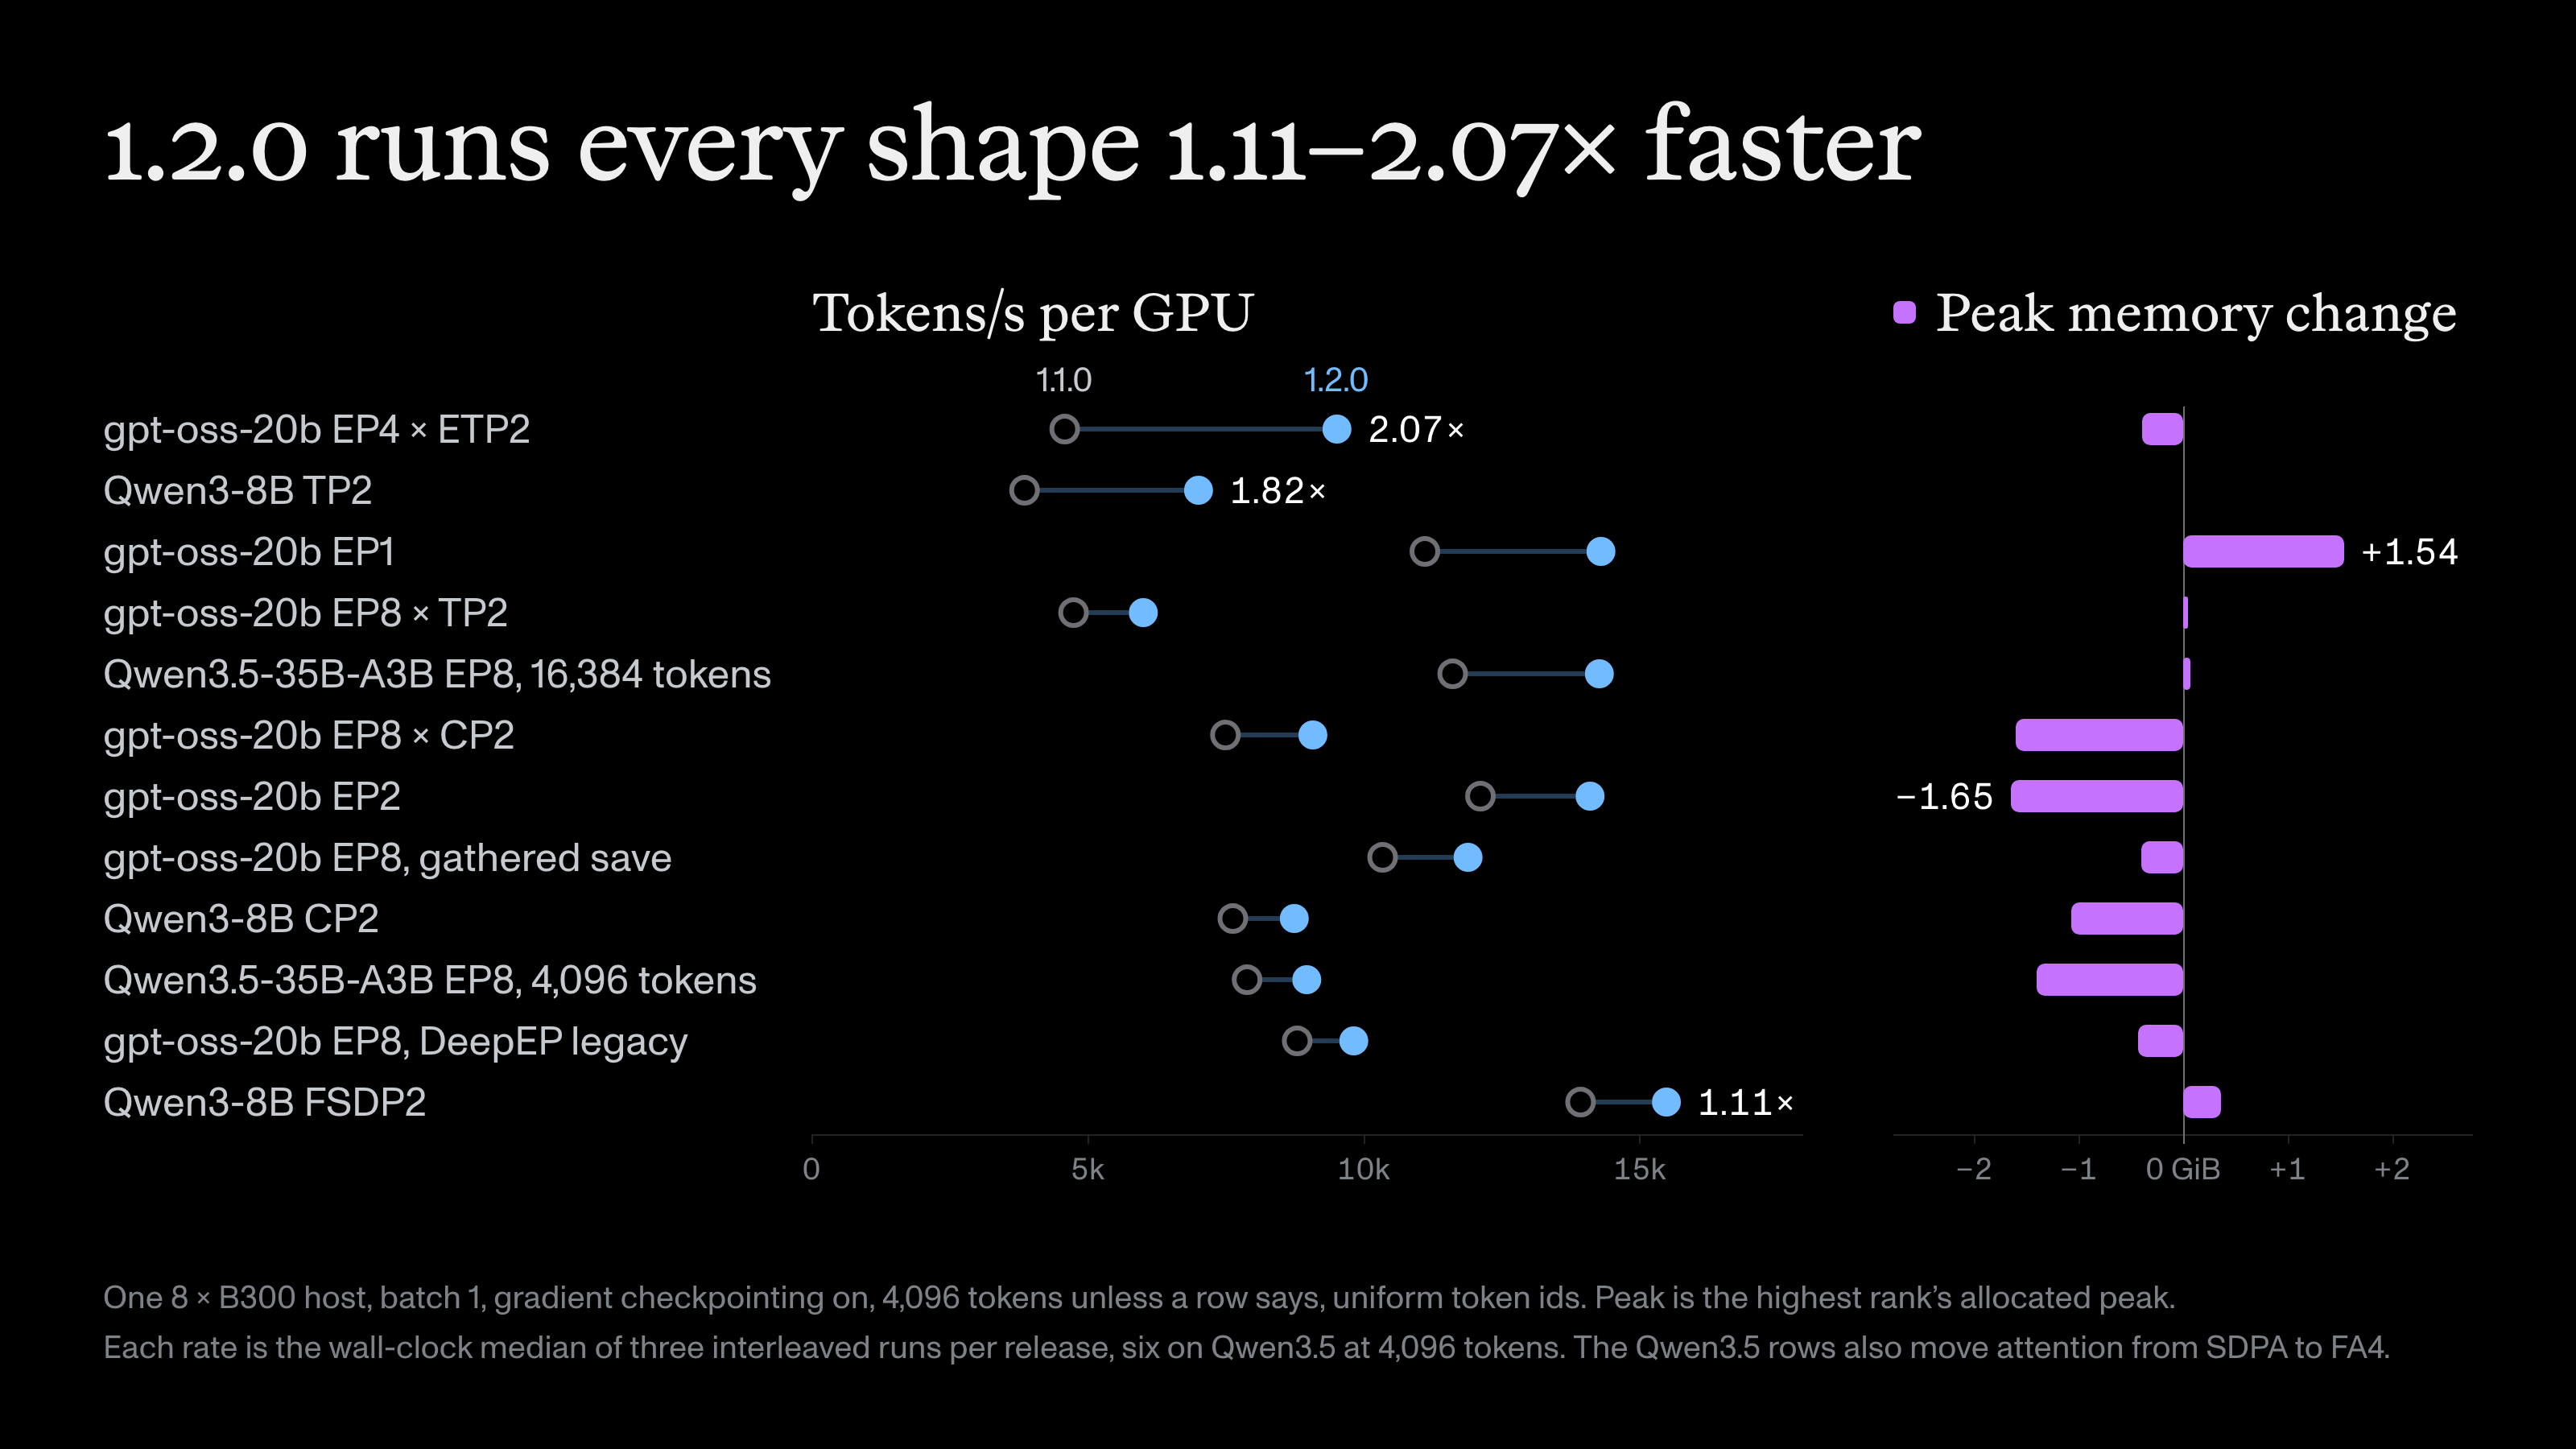 1.2.0 runs every shape 1.11–2.07× faster
Tokens/s per GPU
Peak memory change
1.1.0 1.2.0
gpt-oss-20b EP4 × ETP2 2.07×
Qwen3-8B TP2 1.82×
gpt-oss-20b EP1 +1.54
gpt-oss-20b EP8 × TP2
Qwen3.5-35B-A3B EP8, 16,384 tokens
gpt-oss-20b EP8 × CP2
gpt-oss-20b EP2 −1.65
gpt-oss-20b EP8, gathered save
Qwen3-8B CP2
Qwen3.5-35B-A3B EP8, 4,096 tokens
gpt-oss-20b EP8, DeepEP legacy
Qwen3-8B FSDP2 1.11×
0 5k 10k 15k
−2 −1 0 GiB +1 +2
One 8 × B300 host, batch 1, gradient checkpointing on, 4,096 tokens unless a row says, uniform token ids. Peak is the highest rank’s allocated peak.
Each rate is the wall-clock median of three interleaved runs per release, six on Qwen3.5 at 4,096 tokens. The Qwen3.5 rows also move attention from SDPA to FA4.